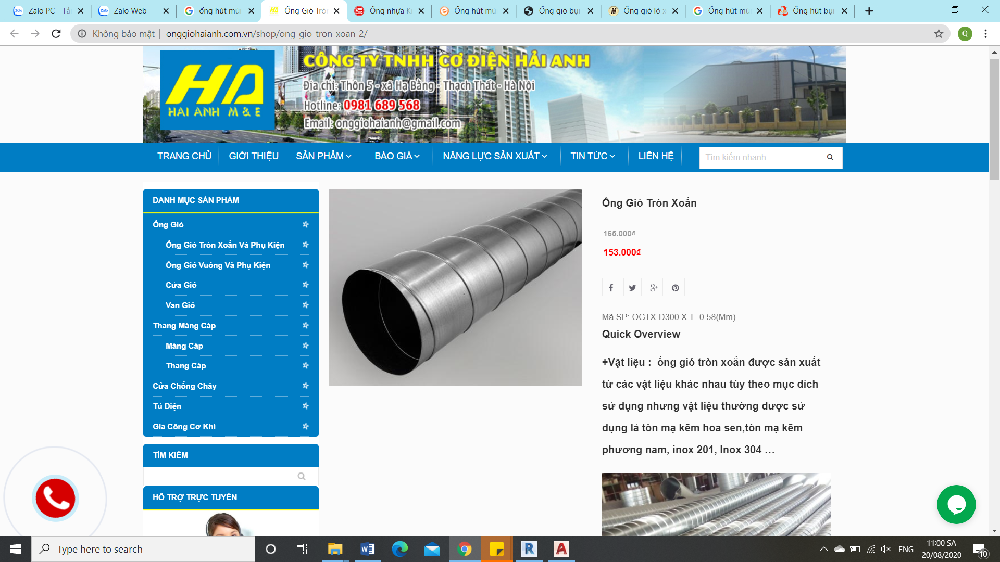 Zalo PC - Tải
Zalo Web
ống hút mùi
Ống Gió Trò
Ống nhựa K
Ống hút mù
Ống gió bụi
Ống gió lò x
Ống hút mù
Ống hút bụi
Không bảo mật | onggiohaianh.com.vn/shop/ong-gio-tron-xoan-2/
Q
HA
HAI ANH M & E
CÔNG TY TNHH CƠ ĐIỆN HẢI ANH
Địa chỉ: Thôn 5 - xã Hạ Bằng - Thạch Thất - Hà Nội
Hotline: 0981 689 568
Email: onggiohaianh@gmail.com
TRANG CHỦ
GIỚI THIỆU
SẢN PHẨM
BÁO GIÁ
NĂNG LỰC SẢN XUẤT
TIN TỨC
LIÊN HỆ
Tìm kiếm nhanh ...
DANH MỤC SẢN PHẨM
Ống Gió
Ống Gió Tròn Xoắn Và Phụ Kiện
Ống Gió Vuông Và Phụ Kiện
Cửa Gió
Van Gió
Thang Máng Cáp
Máng Cáp
Thang Cáp
Cửa Chống Cháy
Tủ Điện
Gia Công Cơ Khí
TÌM KIẾM
HỖ TRỢ TRỰC TUYẾN
Ống Gió Tròn Xoắn
165.000₫
153.000₫
Mã SP: OGTX-D300 X T=0.58(Mm)
Quick Overview
+Vật liệu :  ống gió tròn xoắn được sản xuất
từ các vật liệu khác nhau tùy theo mục đích
sử dụng nhưng vật liệu thường được sử
dụng lả tôn mạ kẽm hoa sen,tôn mạ kẽm
phương nam, inox 201, Inox 304 …
Type here to search
ENG
11:00 SA
20/08/2020
10